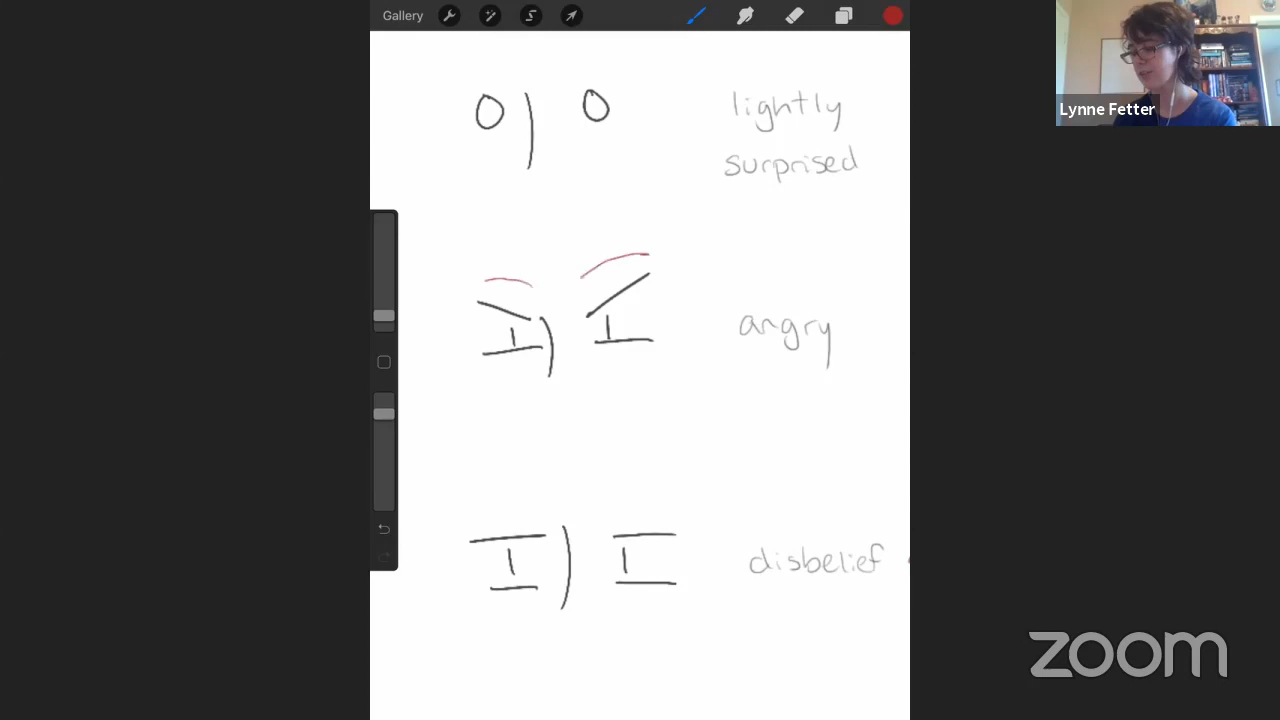 Gallery
Lynne Fetter
lightly
surprised
angry
disbelief
zoom